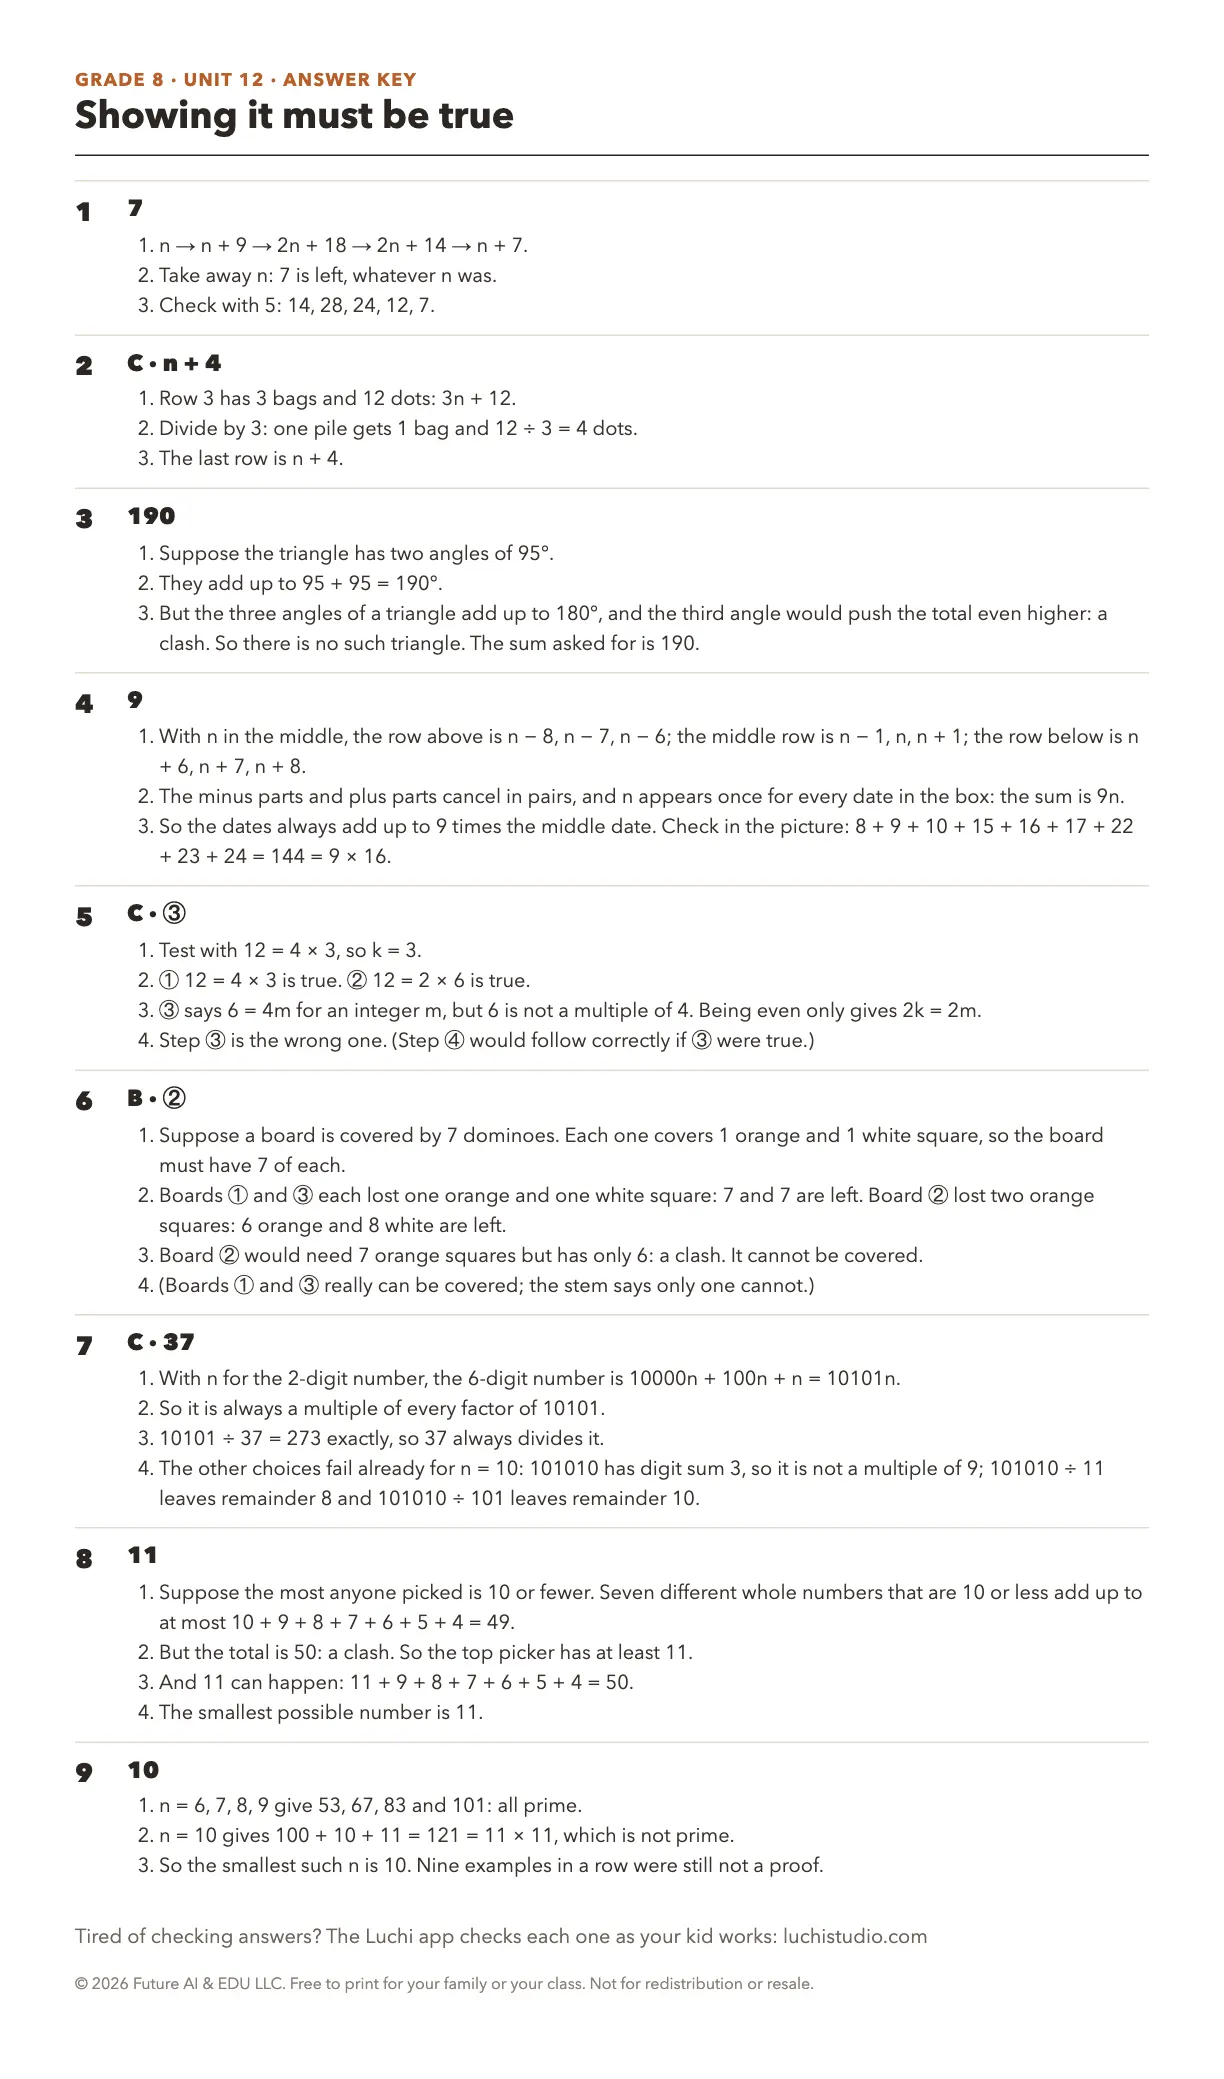 GRADE 8 · UNIT 12 · ANSWER KEY
Showing it must be true
1 7
1. n → n + 9 → 2n + 18 → 2n + 14 → n + 7.
2. Take away n: 7 is left, whatever n was.
3. Check with 5: 14, 28, 24, 12, 7.
2 C · n + 4
1. Row 3 has 3 bags and 12 dots: 3n + 12.
2. Divide by 3: one pile gets 1 bag and 12 ÷ 3 = 4 dots.
3. The last row is n + 4.
3 190
1. Suppose the triangle has two angles of 95°.
2. They add up to 95 + 95 = 190°.
3. But the three angles of a triangle add up to 180°, and the third angle would push the total even higher: a
clash. So there is no such triangle. The sum asked for is 190.
4 9
1. With n in the middle, the row above is n − 8, n − 7, n − 6; the middle row is n − 1, n, n + 1; the row below is n
+ 6, n + 7, n + 8.
2. The minus parts and plus parts cancel in pairs, and n appears once for every date in the box: the sum is 9n.
3. So the dates always add up to 9 times the middle date. Check in the picture: 8 + 9 + 10 + 15 + 16 + 17 + 22
+ 23 + 24 = 144 = 9 × 16.
5 C · ③
1. Test with 12 = 4 × 3, so k = 3.
2. ① 12 = 4 × 3 is true. ② 12 = 2 × 6 is true.
3. ③ says 6 = 4m for an integer m, but 6 is not a multiple of 4. Being even only gives 2k = 2m.
4. Step ③ is the wrong one. (Step ④ would follow correctly if ③ were true.)
6 B · ②
1. Suppose a board is covered by 7 dominoes. Each one covers 1 orange and 1 white square, so the board
must have 7 of each.
2. Boards ① and ③ each lost one orange and one white square: 7 and 7 are left. Board ② lost two orange
squares: 6 orange and 8 white are left.
3. Board ② would need 7 orange squares but has only 6: a clash. It cannot be covered.
4. (Boards ① and ③ really can be covered; the stem says only one cannot.)
7 C · 37
1. With n for the 2-digit number, the 6-digit number is 10000n + 100n + n = 10101n.
2. So it is always a multiple of every factor of 10101.
3. 10101 ÷ 37 = 273 exactly, so 37 always divides it.
4. The other choices fail already for n = 10: 101010 has digit sum 3, so it is not a multiple of 9; 101010 ÷ 11
leaves remainder 8 and 101010 ÷ 101 leaves remainder 10.
8 11
1. Suppose the most anyone picked is 10 or fewer. Seven different whole numbers that are 10 or less add up to
at most 10 + 9 + 8 + 7 + 6 + 5 + 4 = 49.
2. But the total is 50: a clash. So the top picker has at least 11.
3. And 11 can happen: 11 + 9 + 8 + 7 + 6 + 5 + 4 = 50.
4. The smallest possible number is 11.
9 10
1. n = 6, 7, 8, 9 give 53, 67, 83 and 101: all prime.
2. n = 10 gives 100 + 10 + 11 = 121 = 11 × 11, which is not prime.
3. So the smallest such n is 10. Nine examples in a row were still not a proof.
Tired of checking answers? The Luchi app checks each one as your kid works: luchistudio.com
© 2026 Future AI & EDU LLC. Free to print for your family or your class. Not for redistribution or resale.